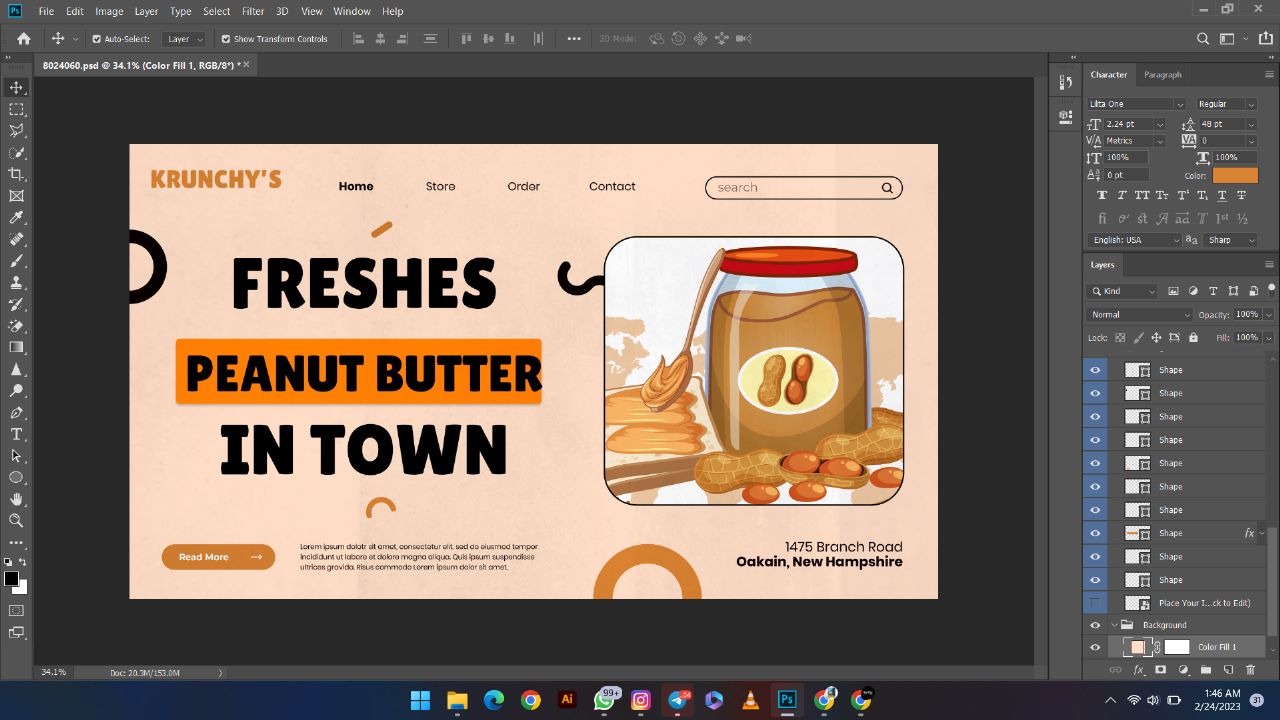 Ps File Edit Image Layer Type Select Filter 3D View Window Help
Auto-Select: Layer Show Transform Controls 3D Mode:
8024060.psd @ 34.1% (Color Fill 1, RGB/8*) *
KRUNCHY'S
Home Store Order Contact search
FRESHES
PEANUT BUTTER
IN TOWN
Read More
Lorem ipsum dolotr sit amet, consectetur elit, sed do eiusmod tempor
incididunt ut labore et dolore magna aliqua. Quis ipsum suspendisse
ultrices gravida. Risus commodo Lorem ipsum dolor sit amet.
1475 Branch Road
Oakain, New Hampshire
Character Paragraph
Lilita One Regular
2.24 pt 48 pt
Metrics 0
100% 100%
0 pt Color:
English: USA Sharp
Layers
Kind
Normal Opacity: 100%
Lock: Fill: 100%
Shape
Shape
Shape
Shape
Shape
Shape
Shape
Shape fx
Shape
Shape
Place Your I...ck to Edit)
Background
Color Fill 1
34.1% Doc: 20.3M/153.0M
Ai 99+ Ps
1:46 AM
2/24/2023 31